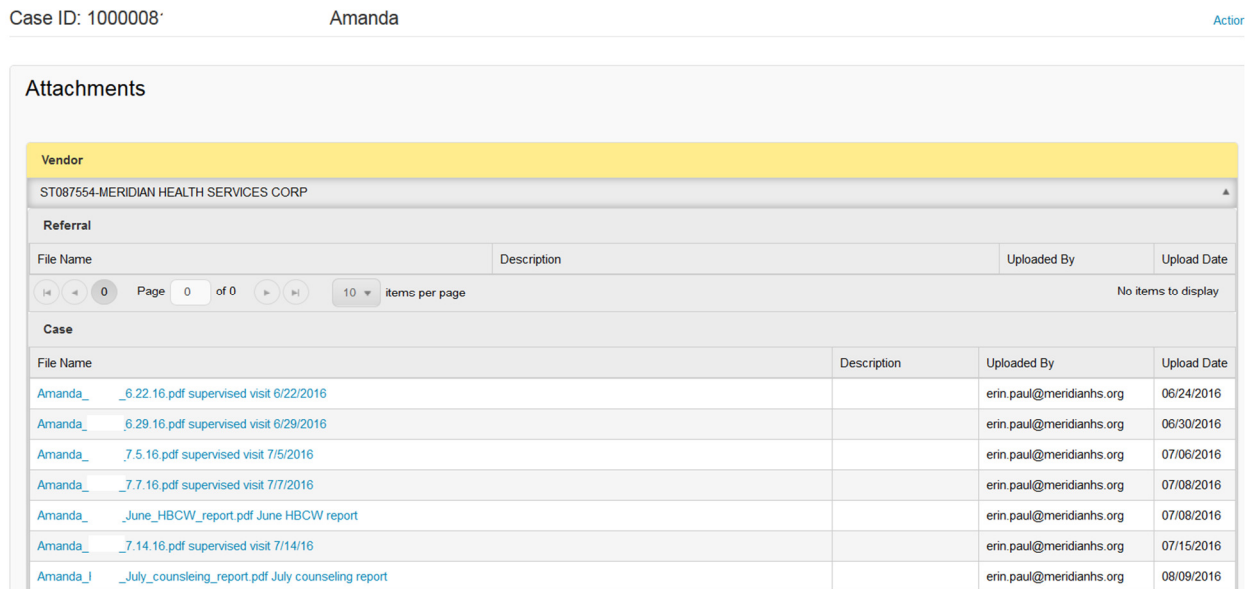 Case ID: 1000008 Amanda Action
Attachments
Vendor
ST087554-MERIDIAN HEALTH SERVICES CORP
Referral
File Name Description Uploaded By Upload Date
0 Page 0 of 0 10 items per page No items to display
Case
File Name Description Uploaded By Upload Date
Amanda_ _6.22.16.pdf supervised visit 6/22/2016 erin.paul@meridianhs.org 06/24/2016
Amanda_ 6.29.16.pdf supervised visit 6/29/2016 erin.paul@meridianhs.org 06/30/2016
Amanda_ _7.5.16.pdf supervised visit 7/5/2016 erin.paul@meridianhs.org 07/06/2016
Amanda_ _7.7.16.pdf supervised visit 7/7/2016 erin.paul@meridianhs.org 07/08/2016
Amanda_ _June_HBCW_report.pdf June HBCW report erin.paul@meridianhs.org 07/08/2016
Amanda_ _7.14.16.pdf supervised visit 7/14/16 erin.paul@meridianhs.org 07/15/2016
Amanda_ _July_counsleing_report.pdf July counseling report erin.paul@meridianhs.org 08/09/2016